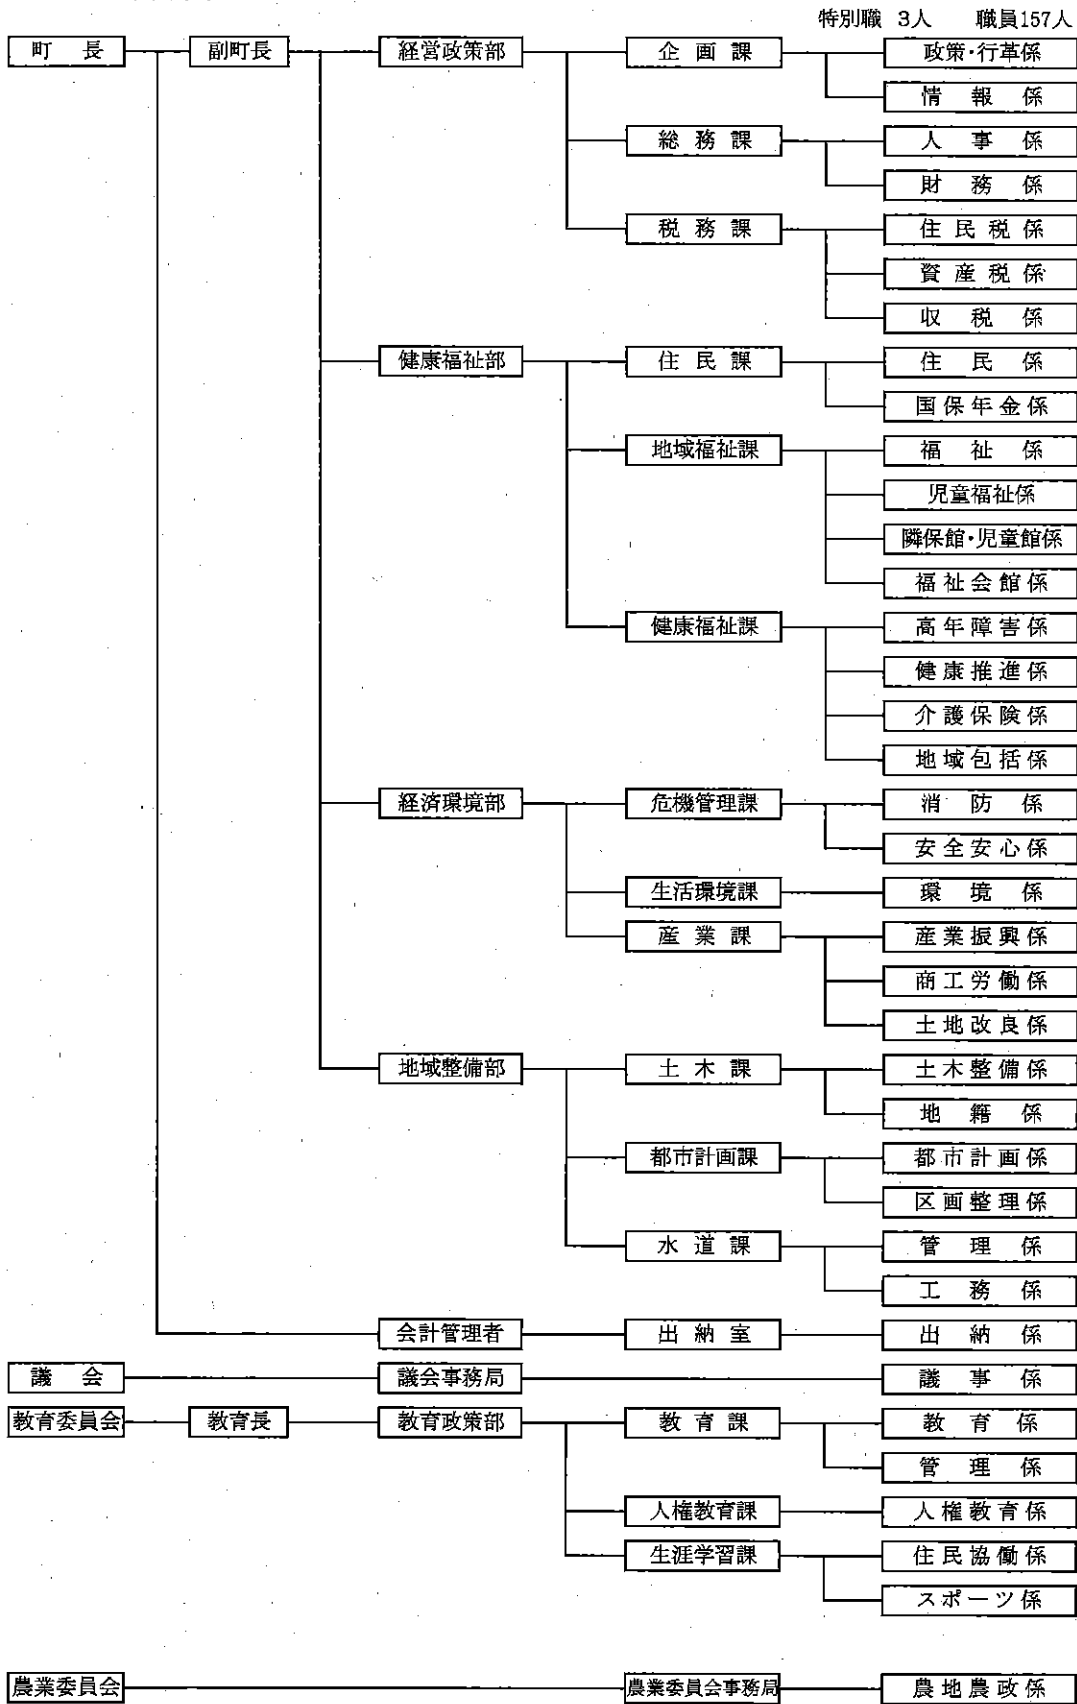 特別職 3人 職員157人
町長 副町長 経営政策部 企画課 政策・行革係
情報係
総務課 人事係
財務係
税務課 住民税係
資産税係
収税係
健康福祉部 住民課 住民係
国保年金係
地域福祉課 福祉係
児童福祉係
隣保館・児童館係
福祉会館係
健康福祉課 高年障害係
健康推進係
介護保険係
地域包括係
経済環境部 危機管理課 消防係
安全安心係
生活環境課 環境係
産業課 産業振興係
商工労働係
土地改良係
地域整備部 土木課 土木整備係
地籍係
都市計画課 都市計画係
区画整理係
水道課 管理係
工務係
会計管理者 出納室 出納係
議会 議会事務局 議事係
教育委員会 教育長 教育政策部 教育課 教育係
管理係
人権教育課 人権教育係
生涯学習課 住民協働係
スポーツ係
農業委員会 農業委員会事務局 農地農政係